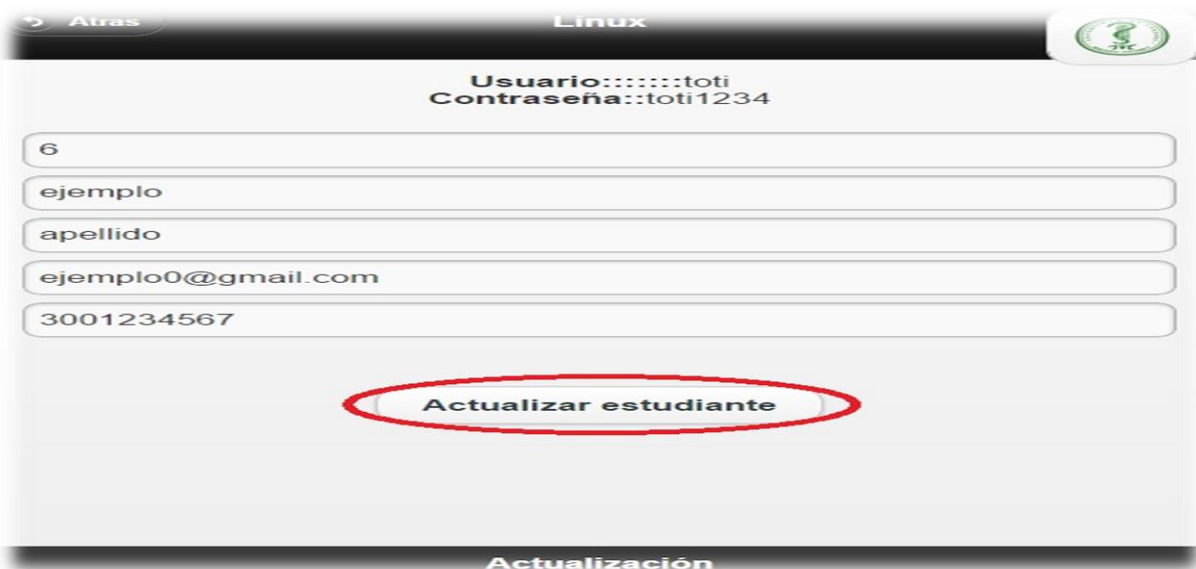 Atras
Linux
Usuario:::::::toti
Contraseña::toti1234
6
ejemplo
apellido
ejemplo0@gmail.com
3001234567
Actualizar estudiante
Actualización